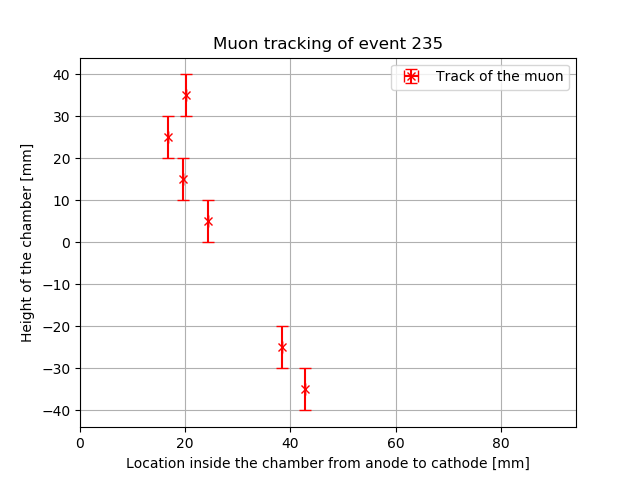 Muon tracking of event 235
Track of the muon
Height of the chamber [mm]
40
30
20
10
0
−10
−20
−30
−40
0 20 40 60 80
Location inside the chamber from anode to cathode [mm]